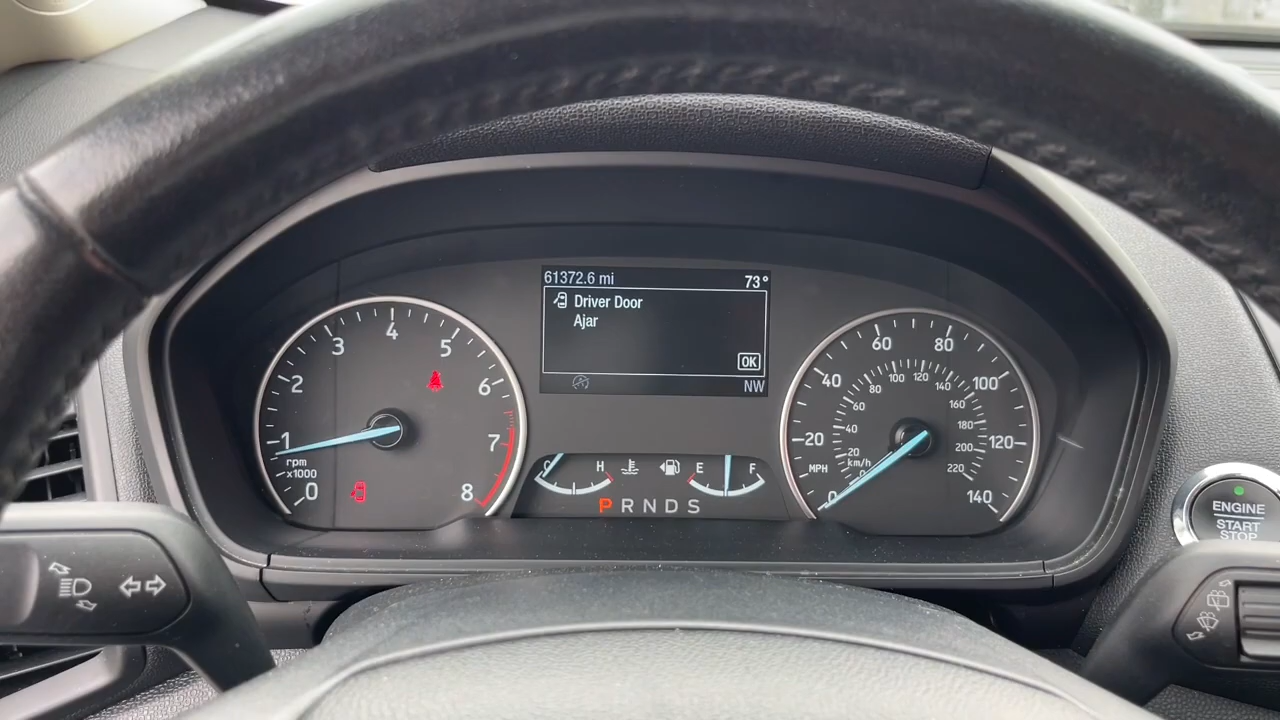 61372.6 mi 73°
Driver Door
Ajar
OK
NW
0 1 2 3 4 5 6 7 8
rpm
x1000
H
E F
P R N D S
0 20 40 60 80 100 120 140
MPH
20 40 60 80 100 120 140 160 180 200 220
km/h
ENGINE
START
STOP